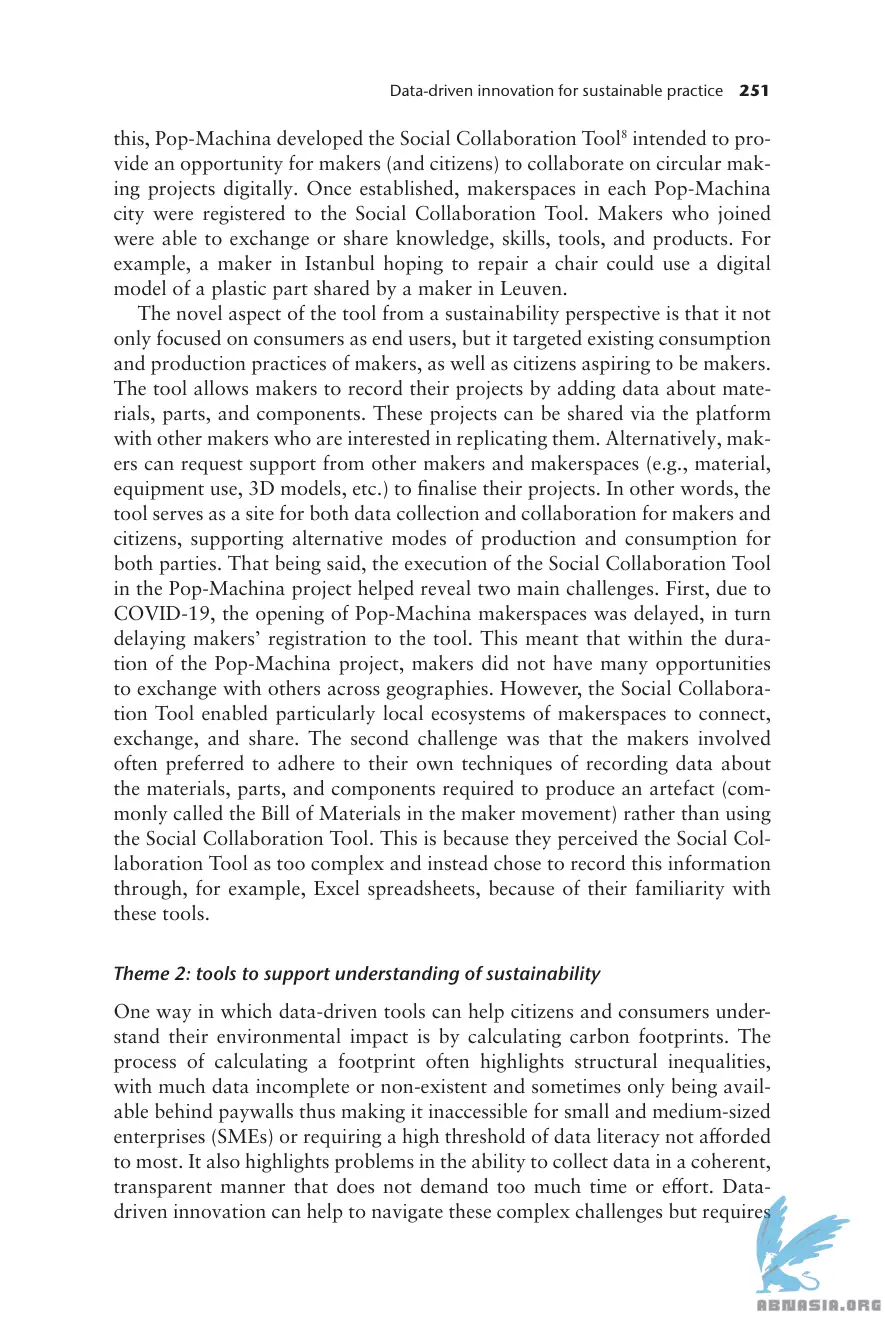 Data-driven innovation for sustainable practice 251
this, Pop-Machina developed the Social Collaboration Tool8 intended to pro-
vide an opportunity for makers (and citizens) to collaborate on circular mak-
ing projects digitally. Once established, makerspaces in each Pop-Machina
city were registered to the Social Collaboration Tool. Makers who joined
were able to exchange or share knowledge, skills, tools, and products. For
example, a maker in Istanbul hoping to repair a chair could use a digital
model of a plastic part shared by a maker in Leuven.
The novel aspect of the tool from a sustainability perspective is that it not
only focused on consumers as end users, but it targeted existing consumption
and production practices of makers, as well as citizens aspiring to be makers.
The tool allows makers to record their projects by adding data about mate-
rials, parts, and components. These projects can be shared via the platform
with other makers who are interested in replicating them. Alternatively, mak-
ers can request support from other makers and makerspaces (e.g., material,
equipment use, 3D models, etc.) to finalise their projects. In other words, the
tool serves as a site for both data collection and collaboration for makers and
citizens, supporting alternative modes of production and consumption for
both parties. That being said, the execution of the Social Collaboration Tool
in the Pop-Machina project helped reveal two main challenges. First, due to
COVID-19, the opening of Pop-Machina makerspaces was delayed, in turn
delaying makers’ registration to the tool. This meant that within the dura-
tion of the Pop-Machina project, makers did not have many opportunities
to exchange with others across geographies. However, the Social Collabora-
tion Tool enabled particularly local ecosystems of makerspaces to connect,
exchange, and share. The second challenge was that the makers involved
often preferred to adhere to their own techniques of recording data about
the materials, parts, and components required to produce an artefact (com-
monly called the Bill of Materials in the maker movement) rather than using
the Social Collaboration Tool. This is because they perceived the Social Col-
laboration Tool as too complex and instead chose to record this information
through, for example, Excel spreadsheets, because of their familiarity with
these tools.
Theme 2: tools to support understanding of sustainability
One way in which data-driven tools can help citizens and consumers under-
stand their environmental impact is by calculating carbon footprints. The
process of calculating a footprint often highlights structural inequalities,
with much data incomplete or non-existent and sometimes only being avail-
able behind paywalls thus making it inaccessible for small and medium-sized
enterprises (SMEs) or requiring a high threshold of data literacy not afforded
to most. It also highlights problems in the ability to collect data in a coherent,
transparent manner that does not demand too much time or effort. Data-
driven innovation can help to navigate these complex challenges but requires
ABNASIA.ORG